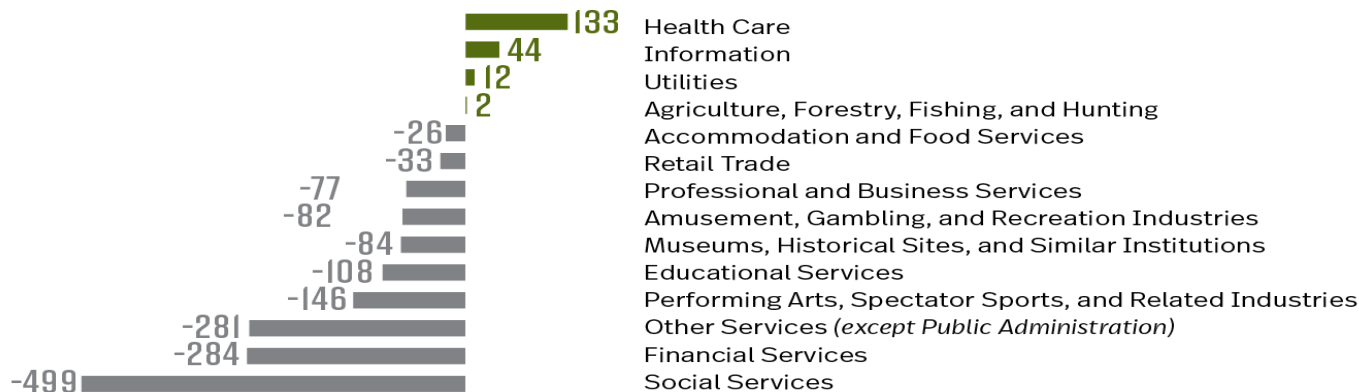 133 Health Care
44 Information
12 Utilities
2 Agriculture, Forestry, Fishing, and Hunting
-26 Accommodation and Food Services
-33 Retail Trade
-77 Professional and Business Services
-82 Amusement, Gambling, and Recreation Industries
-84 Museums, Historical Sites, and Similar Institutions
-108 Educational Services
-146 Performing Arts, Spectator Sports, and Related Industries
-281 Other Services (except Public Administration)
-284 Financial Services
-499 Social Services